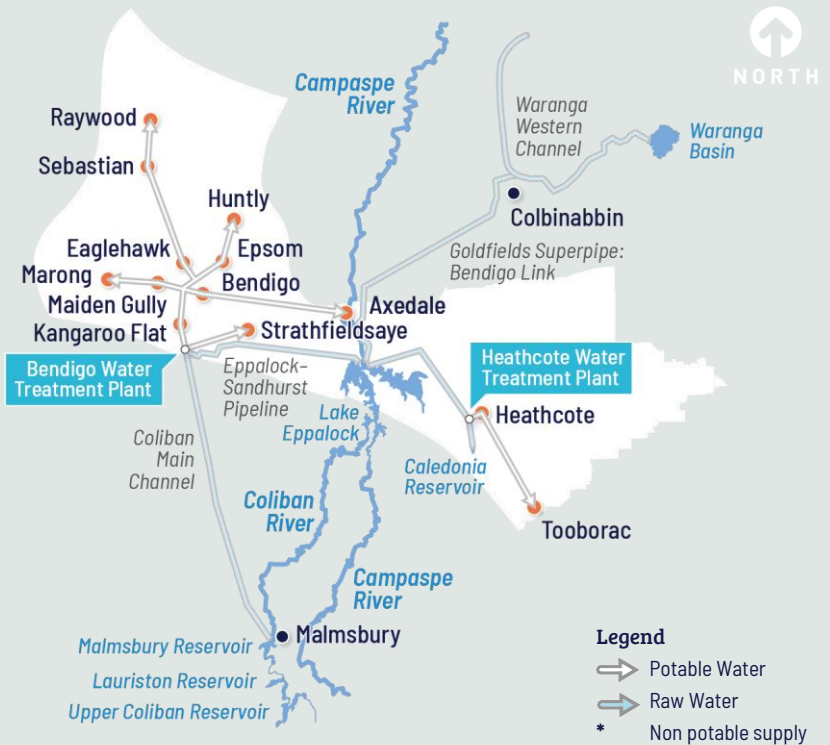 NORTH
Campaspe
River
Waranga
Western
Channel
Waranga
Basin
Raywood
Sebastian
Huntly
Colbinabbin
Eaglehawk
Epsom
Goldfields Superpipe:
Bendigo Link
Marong
Bendigo
Maiden Gully
Axedale
Kangaroo Flat
Strathfieldsaye
Bendigo Water
Treatment Plant
Eppalock–
Sandhurst
Pipeline
Heathcote Water
Treatment Plant
Lake
Eppalock
Heathcote
Coliban
Main
Channel
Caledonia
Reservoir
Coliban
River
Tooborac
Campaspe
River
Malmsbury
Malmsbury Reservoir
Lauriston Reservoir
Upper Coliban Reservoir
Legend
Potable Water
Raw Water
* Non potable supply